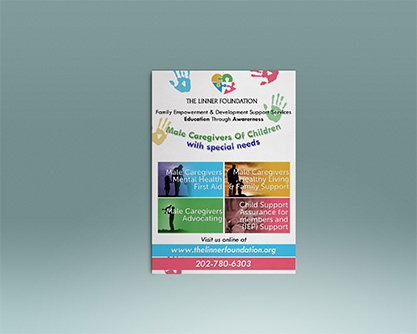 THE LINNER FOUNDATION
Family Empowerment & Development Support Services
Education Through Awareness
Male Caregivers Of Children
with special needs
Male Caregivers
Mental Health
First Aid
Male Caregivers
Healthy Living
& Family Support
Male Caregivers
Advocating
Child Support
Assurance for
members and
(IEP) Support
Visit us online at
www.thelinnerfoundation.org
202-780-6303